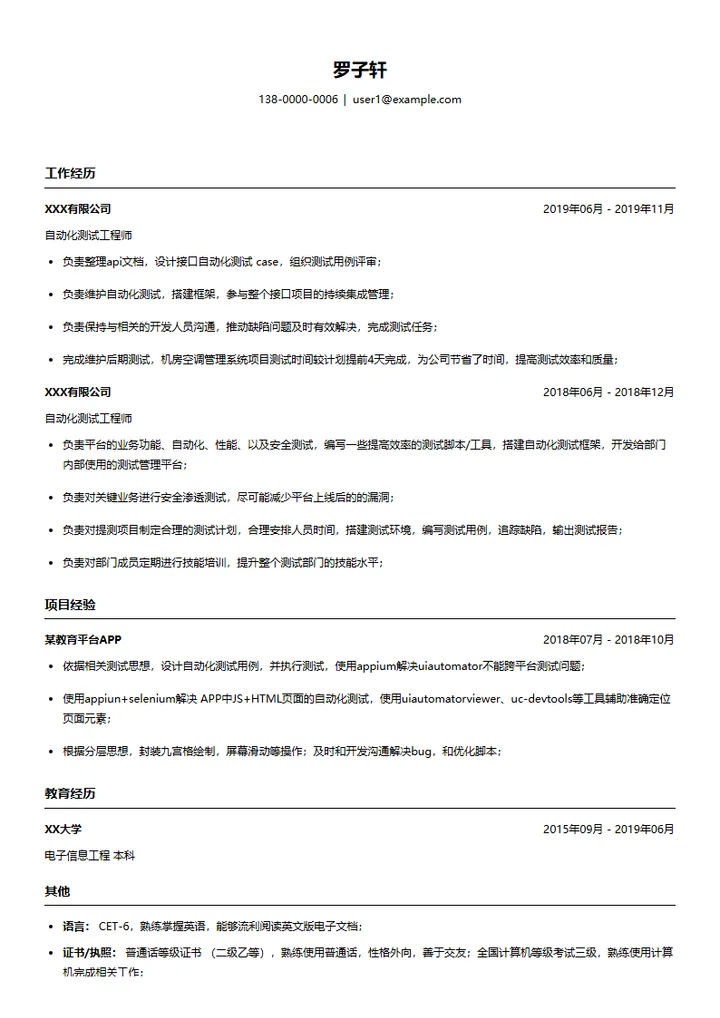 罗子轩
138-0000-0006 | user1@example.com
工作经历
XXX有限公司 2019年06月 - 2019年11月
自动化测试工程师
• 负责整理api文档，设计接口自动化测试 case，组织测试用例评审；
• 负责维护自动化测试，搭建框架，参与整个接口项目的持续集成管理；
• 负责保持与相关的开发人员沟通，推动缺陷问题及时有效解决，完成测试任务；
• 完成维护后期测试，机房空调管理系统项目测试时间较计划提前4天完成，为公司节省了时间，提高测试效率和质量；
XXX有限公司 2018年06月 - 2018年12月
自动化测试工程师
• 负责平台的业务功能、自动化、性能、以及安全测试，编写一些提高效率的测试脚本/工具，搭建自动化测试框架，开发给部门
内部使用的测试管理平台；
• 负责对关键业务进行安全渗透测试，尽可能减少平台上线后的的漏洞；
• 负责对提测项目制定合理的测试计划，合理安排人员时间，搭建测试环境，编写测试用例，追踪缺陷，输出测试报告；
• 负责对部门成员定期进行技能培训，提升整个测试部门的技能水平；
项目经验
某教育平台APP 2018年07月 - 2018年10月
• 依据相关测试思想，设计自动化测试用例，并执行测试，使用appium解决uiautomator不能跨平台测试问题；
• 使用appiun+selenium解决 APP中JS+HTML页面的自动化测试，使用uiautomatorviewer、uc-devtools等工具辅助准确定位
页面元素；
• 根据分层思想，封装九宫格绘制，屏幕滑动等操作；及时和开发沟通解决bug，和优化脚本；
教育经历
XX大学 2015年09月 - 2019年06月
电子信息工程 本科
其他
• 语言： CET-6，熟练掌握英语，能够流利阅读英文版电子文档；
• 证书/执照： 普通话等级证书 （二级乙等），熟练使用普通话，性格外向，善于交友；全国计算机等级考试三级，熟练使用计算
机完成相关工作；